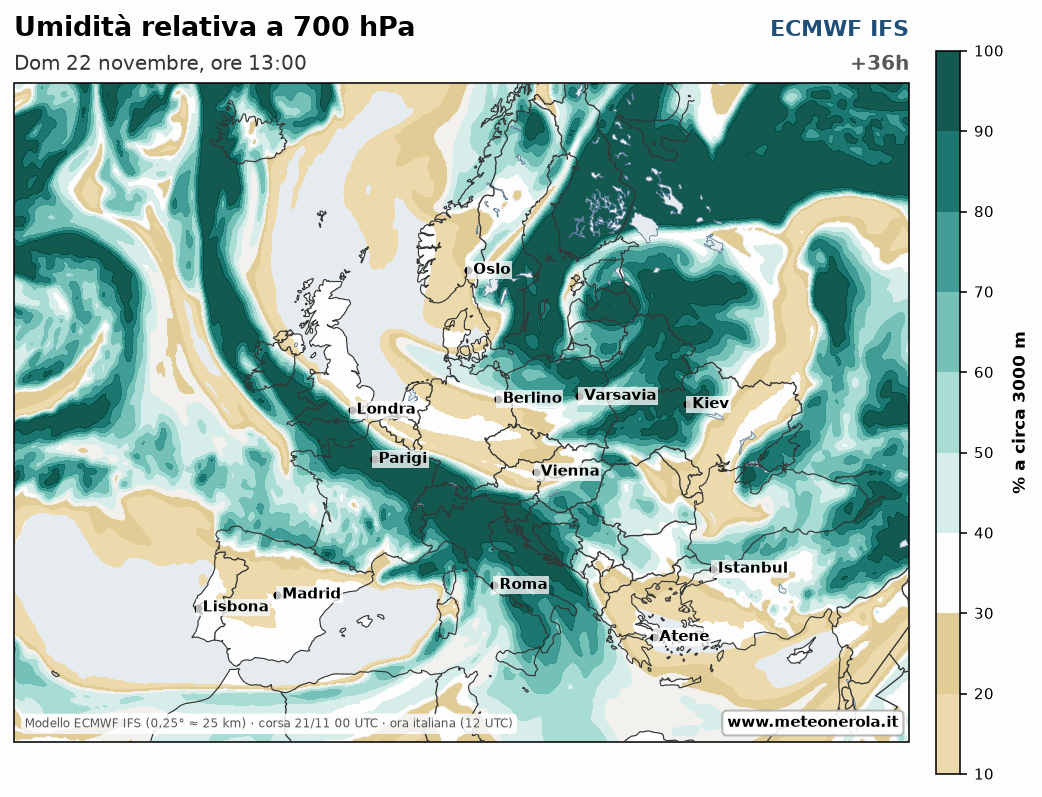 Umidità relativa a 700 hPa
ECMWF IFS
Dom 22 novembre, ore 13:00
+36h
100
90
80
70
60
50
40
30
20
10
% a circa 3000 m
Oslo
Berlino
Varsavia
Kiev
Londra
Parigi
Vienna
Istanbul
Roma
Madrid
Lisbona
Atene
Modello ECMWF IFS (0,25° ≈ 25 km) · corsa 21/11 00 UTC · ora italiana (12 UTC)
www.meteonerola.it